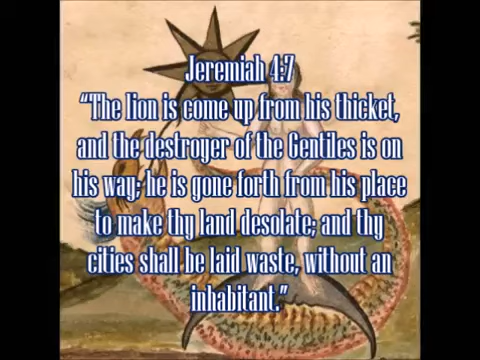 Jeremiah 4:7
“The lion is come up from his thicket,
and the destroyer of the Gentiles is on
his way; he is gone forth from his place
to make thy land desolate; and thy
cities shall be laid waste, without an
inhabitant.”